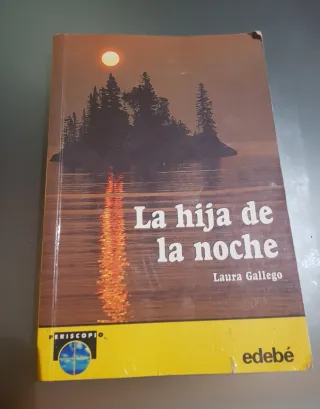 La hija de
la noche
Laura Gallego
PERISCOPIO
edebé